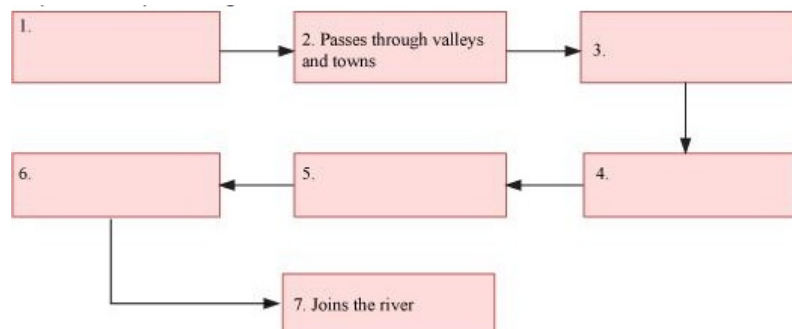 1.
2. Passes through valleys
and towns
3.
6.
5.
4.
7. Joins the river